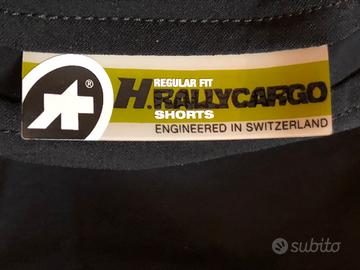 ®
REGULAR FIT
H.RALLYCARGO
SHORTS
ENGINEERED IN SWITZERLAND
subito